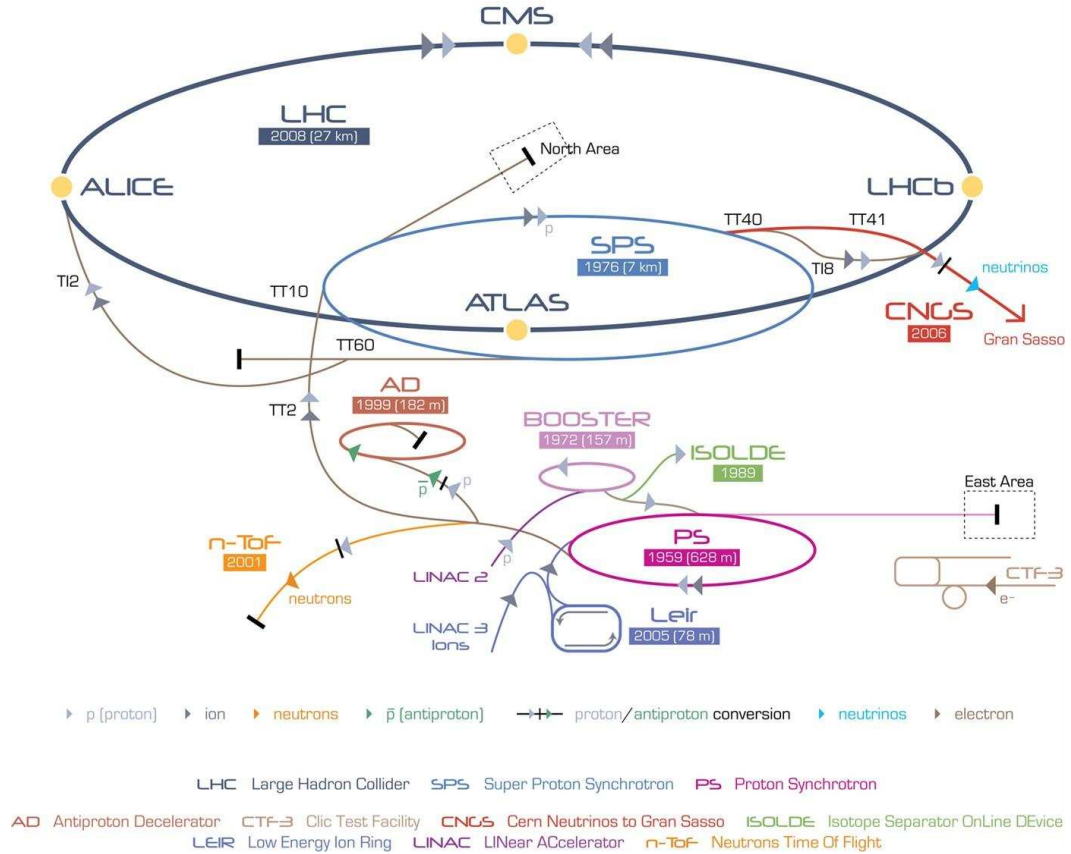 CMS
LHC
2008 (27 km)
North Area
ALICE
LHCb
TT40
TT41
SPS
1976 (7 km)
p
TI8
TI2
TT10
ATLAS
neutrinos
CNGS
2006
Gran Sasso
TT60
AD
1999 (182 m)
TT2
BOOSTER
1972 (157 m)
ISOLDE
1989
p̄
p
East Area
n-ToF
2001
PS
1959 (628 m)
p
LINAC 2
neutrons
CTF-3
e⁻
LINAC 3
Ions
Leir
2005 (78 m)
p (proton) ion neutrons p̄ (antiproton) proton/antiproton conversion neutrinos electron
LHC Large Hadron Collider SPS Super Proton Synchrotron PS Proton Synchrotron
AD Antiproton Decelerator CTF-3 Clic Test Facility CNGS Cern Neutrinos to Gran Sasso ISOLDE Isotope Separator OnLine DEvice
LEIR Low Energy Ion Ring LINAC LINear ACcelerator n-ToF Neutrons Time Of Flight